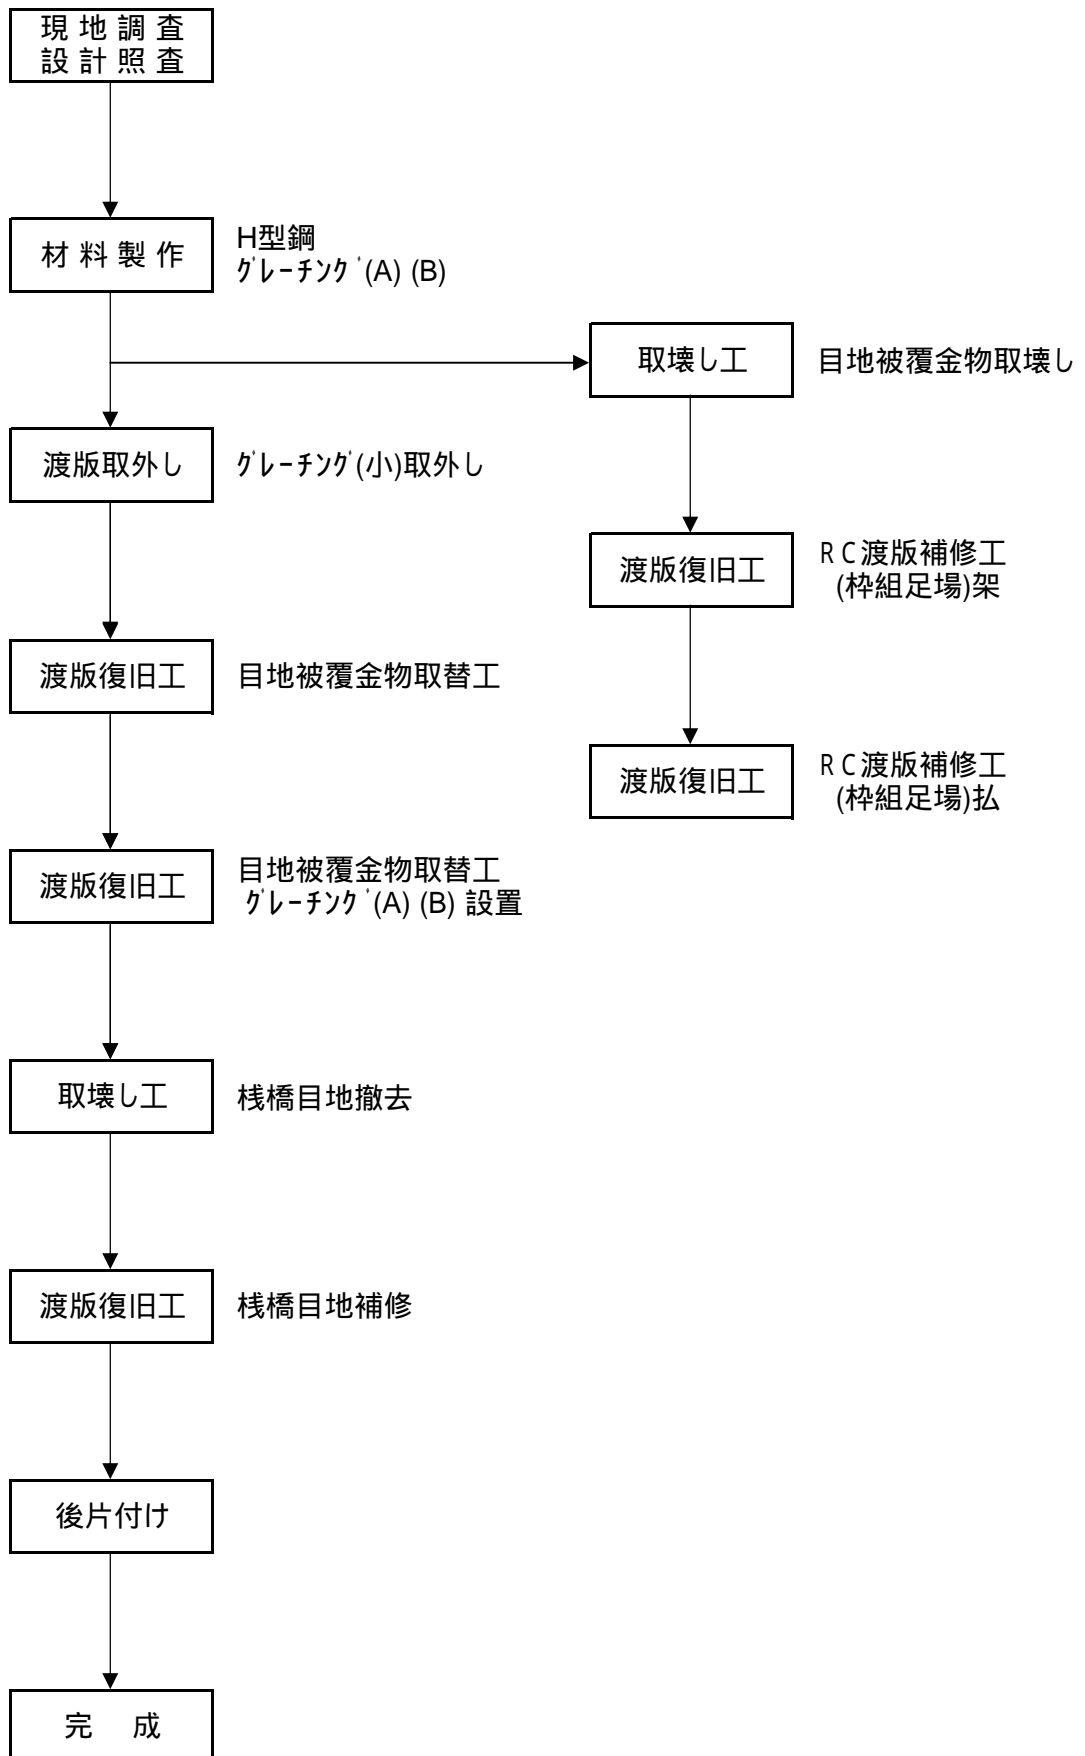 現 地 調 査
設 計 照 査
材 料 製 作
H型鋼
グレーチング(A) (B)
取壊し工
目地被覆金物取壊し
渡版取外し
グレーチング(小)取外し
渡版復旧工
RC渡版補修工
(枠組足場)架
渡版復旧工
目地被覆金物取替工
渡版復旧工
RC渡版補修工
(枠組足場)払
渡版復旧工
目地被覆金物取替工
グレーチング(A) (B) 設置
取壊し工
桟橋目地撤去
渡版復旧工
桟橋目地補修
後片付け
完 成